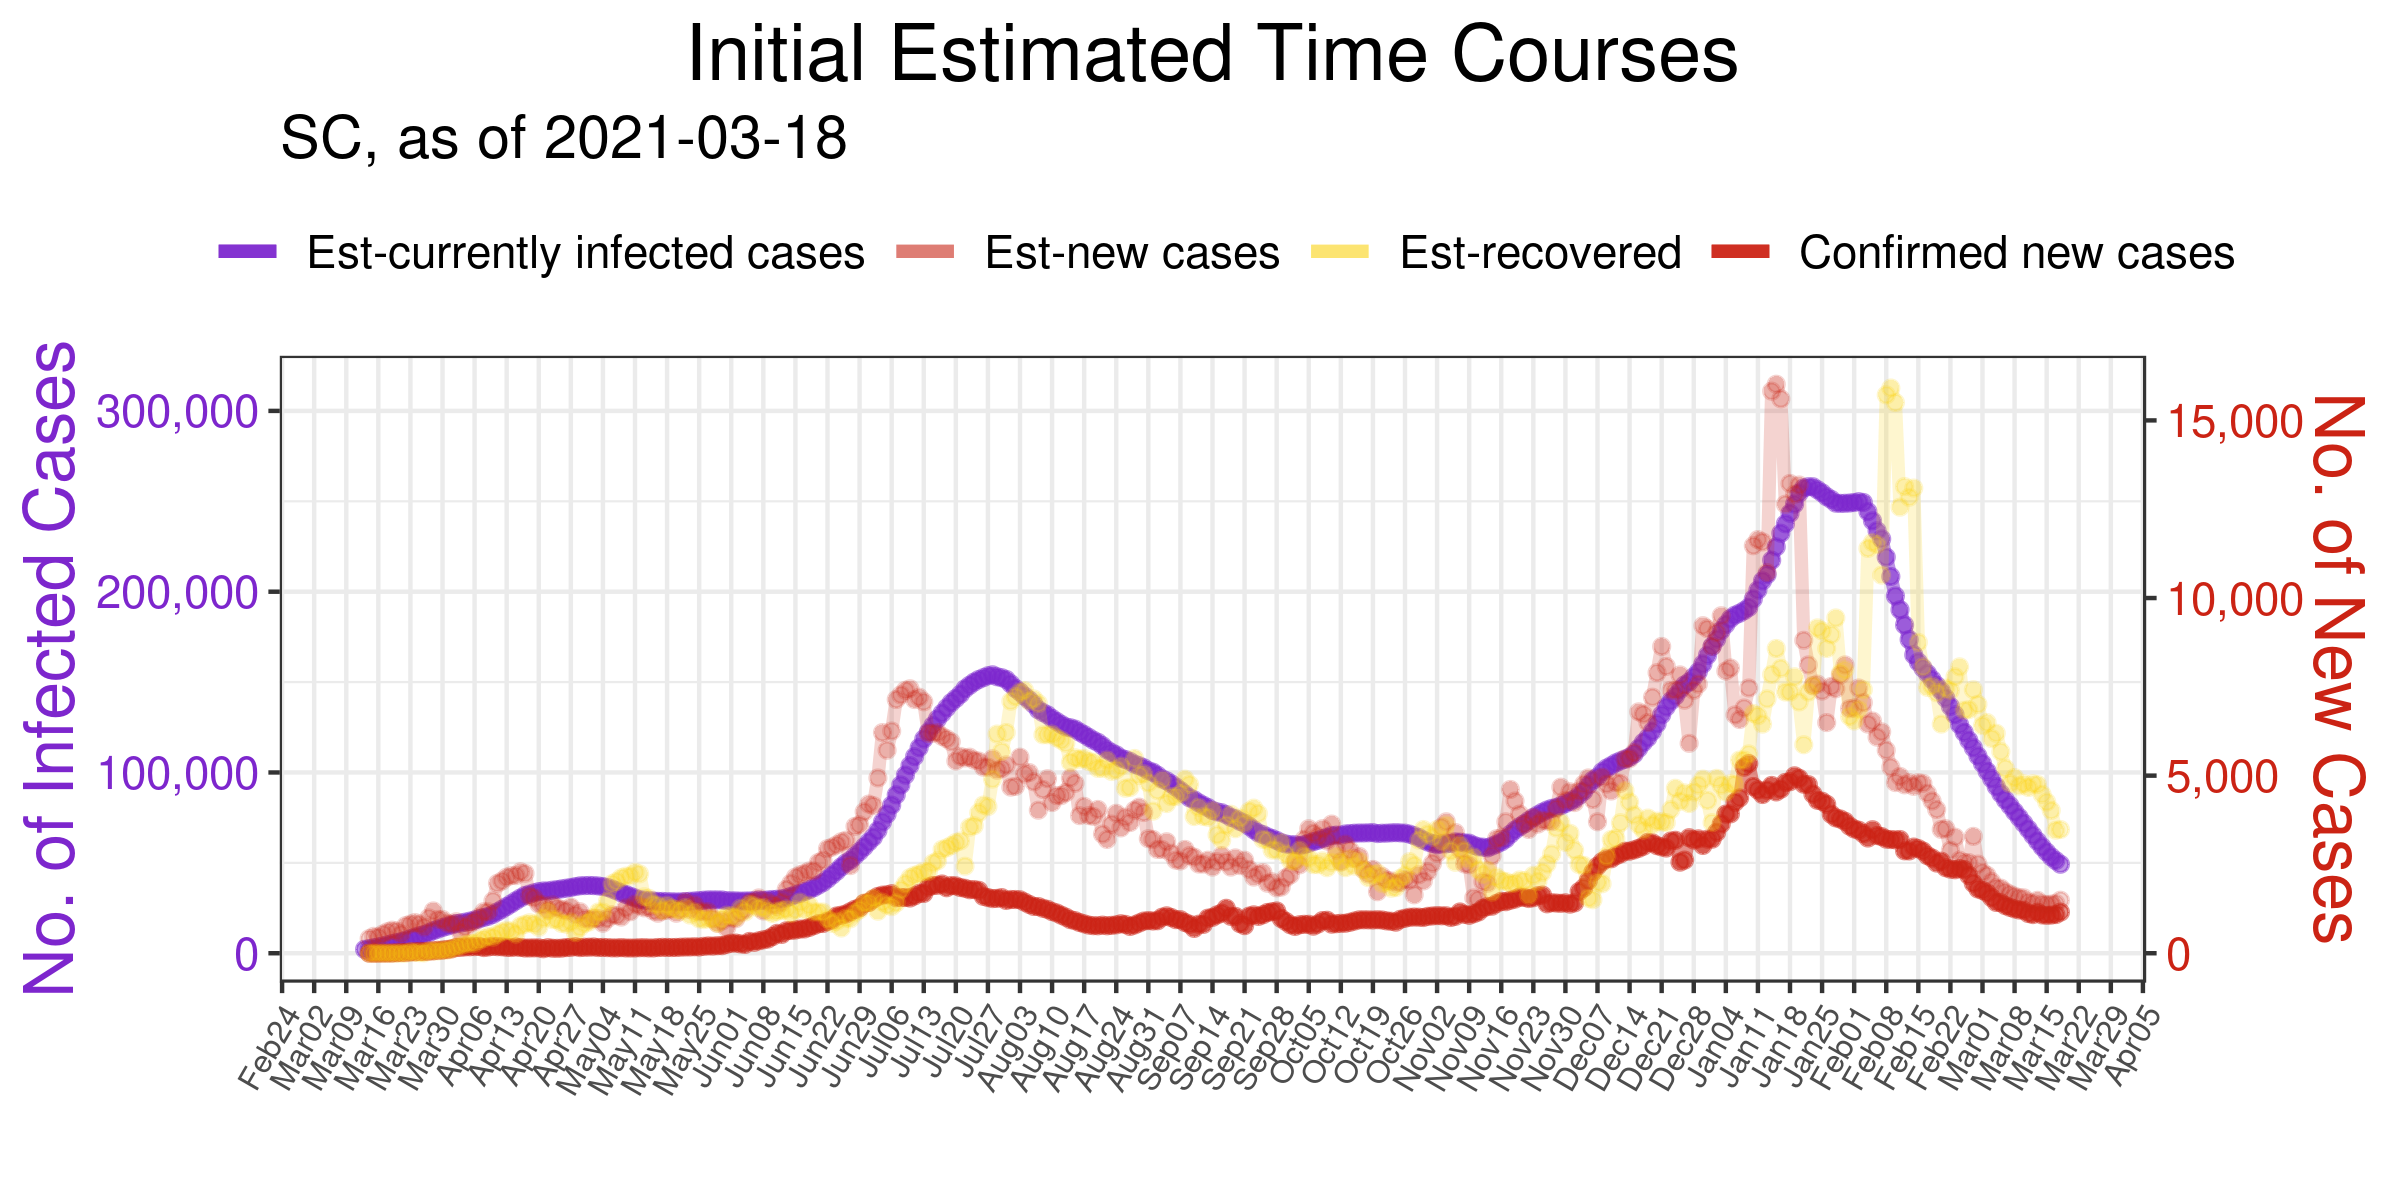 Initial Estimated Time Courses
SC, as of 2021-03-18
Est-currently infected cases Est-new cases Est-recovered Confirmed new cases
No. of Infected Cases
300,000
200,000
100,000
0
15,000
10,000
5,000
0
No. of New Cases
Feb24 Mar02 Mar09 Mar16 Mar23 Mar30 Apr06 Apr13 Apr20 Apr27 May04 May11 May18 May25 Jun01 Jun08 Jun15 Jun22 Jun29 Jul06 Jul13 Jul20 Jul27 Aug03 Aug10 Aug17 Aug24 Aug31 Sep07 Sep14 Sep21 Sep28 Oct05 Oct12 Oct19 Oct26 Nov02 Nov09 Nov16 Nov23 Nov30 Dec07 Dec14 Dec21 Dec28 Jan04 Jan11 Jan18 Jan25 Feb01 Feb08 Feb15 Feb22 Mar01 Mar08 Mar15 Mar22 Mar29 Apr05